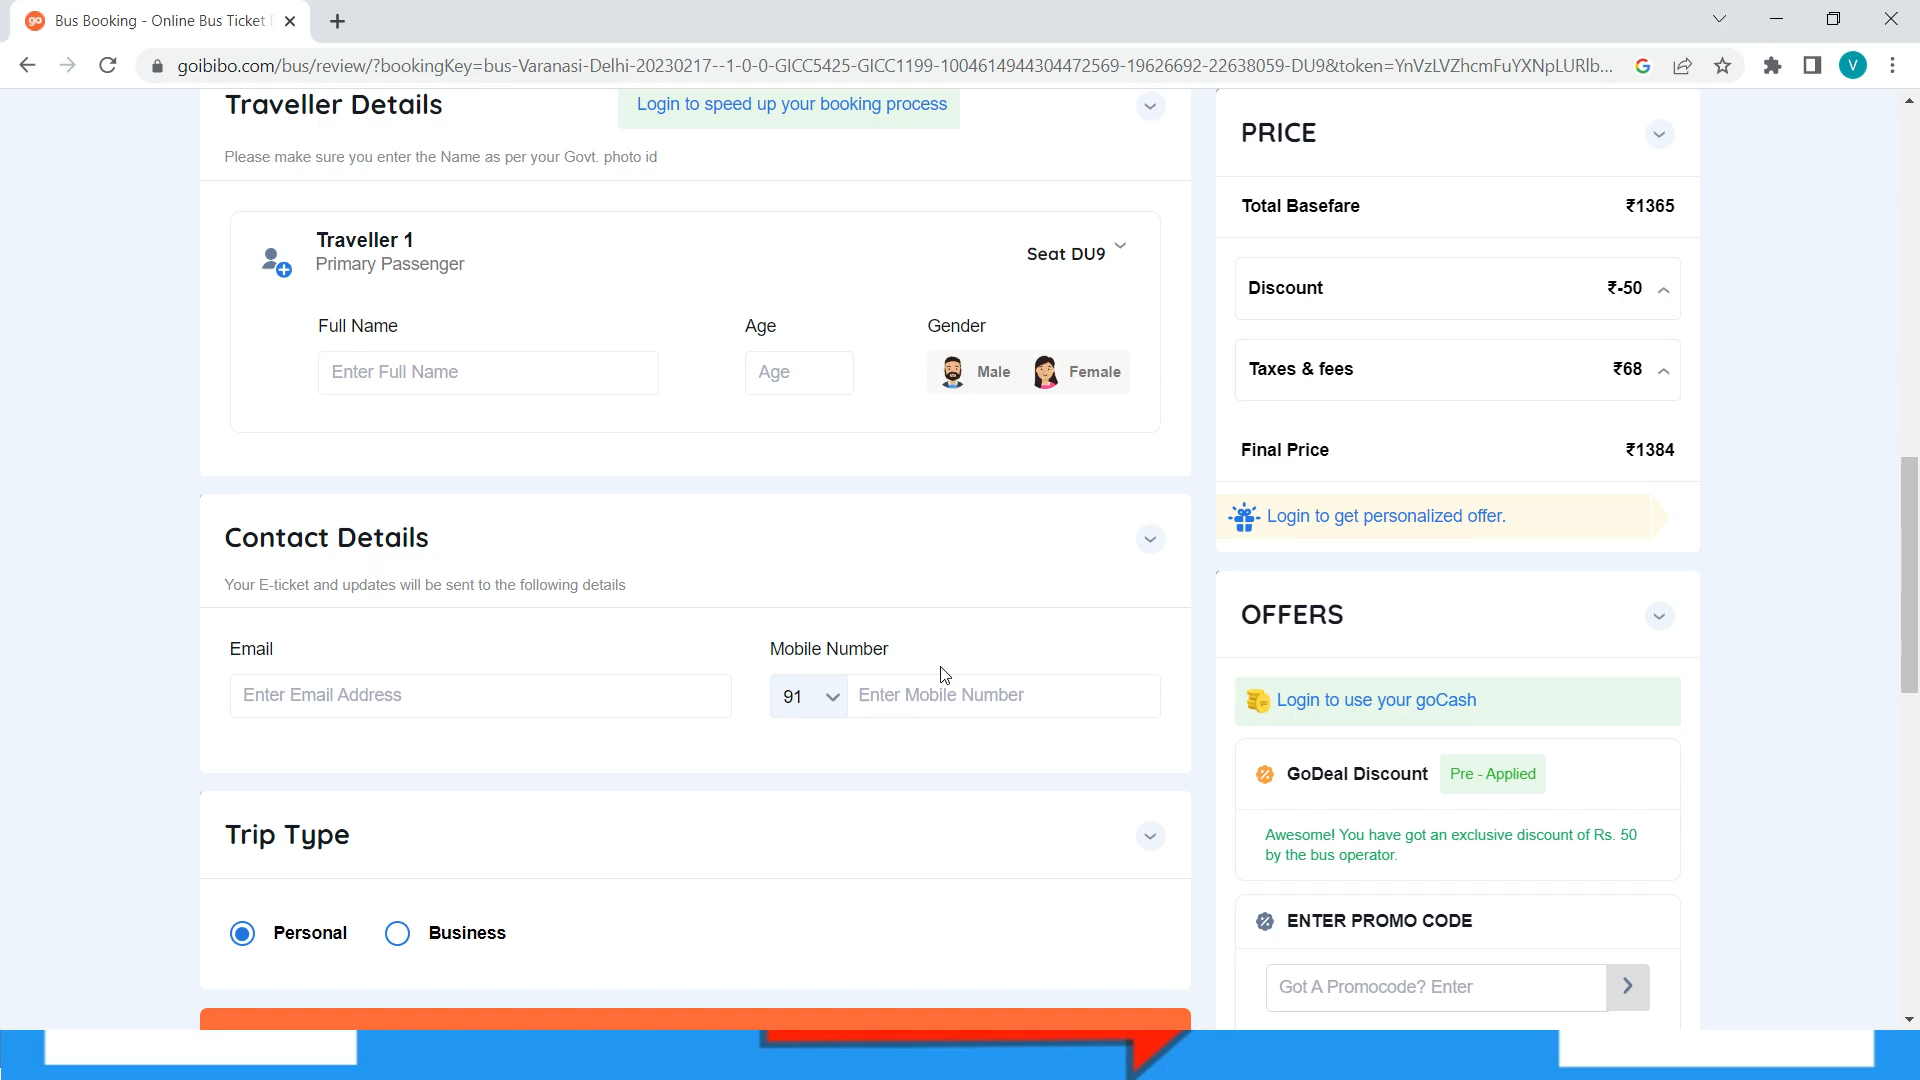 go Bus Booking - Online Bus Ticket
goibibo.com/bus/review/?bookingKey=bus-Varanasi-Delhi-20230217--1-0-0-GICC5425-GICC1199-1004614944304472569-19626692-22638059-DU9&token=YnVzLVZhcmFuYXNpLURlb...
V
Traveller Details
Login to speed up your booking process
Please make sure you enter the Name as per your Govt. photo id
Traveller 1
Primary Passenger
Seat DU9
Full Name
Age
Gender
Enter Full Name
Age
Male
Female
Contact Details
Your E-ticket and updates will be sent to the following details
Email
Mobile Number
Enter Email Address
91
Enter Mobile Number
Trip Type
Personal
Business
PRICE
Total Basefare ₹1365
Discount ₹-50
Taxes & fees ₹68
Final Price ₹1384
Login to get personalized offer.
OFFERS
Login to use your goCash
GoDeal Discount Pre - Applied
Awesome! You have got an exclusive discount of Rs. 50
by the bus operator.
ENTER PROMO CODE
Got A Promocode? Enter